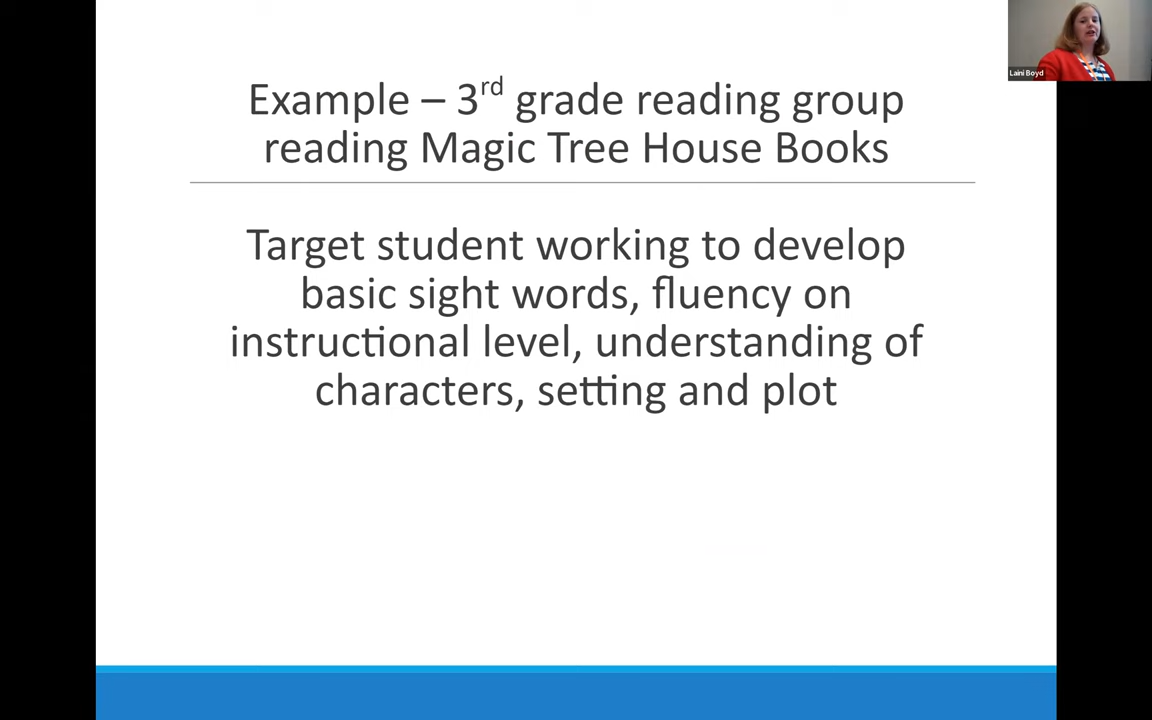 Laini Boyd
Example – 3rd grade reading group
reading Magic Tree House Books
Target student working to develop
basic sight words, fluency on
instructional level, understanding of
characters, setting and plot